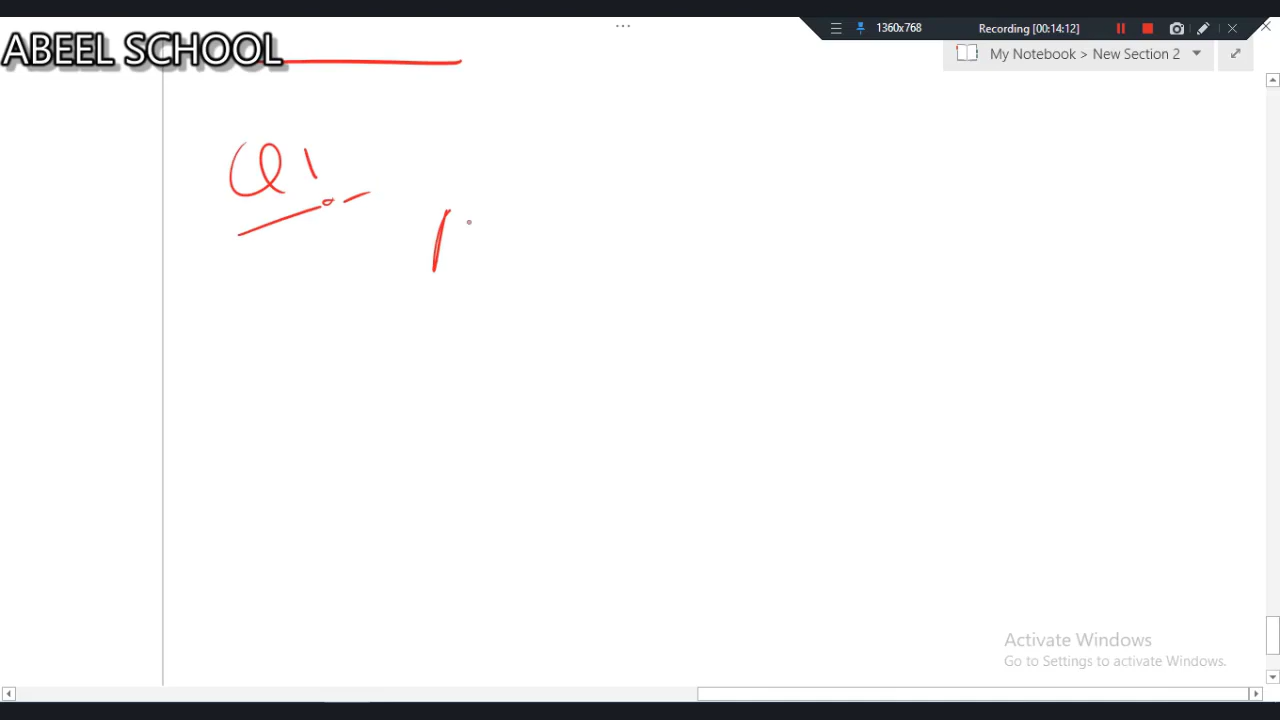 1360x768 Recording [00:14:12]
ABEEL SCHOOL
My Notebook > New Section 2
Q1
Activate Windows
Go to Settings to activate Windows.